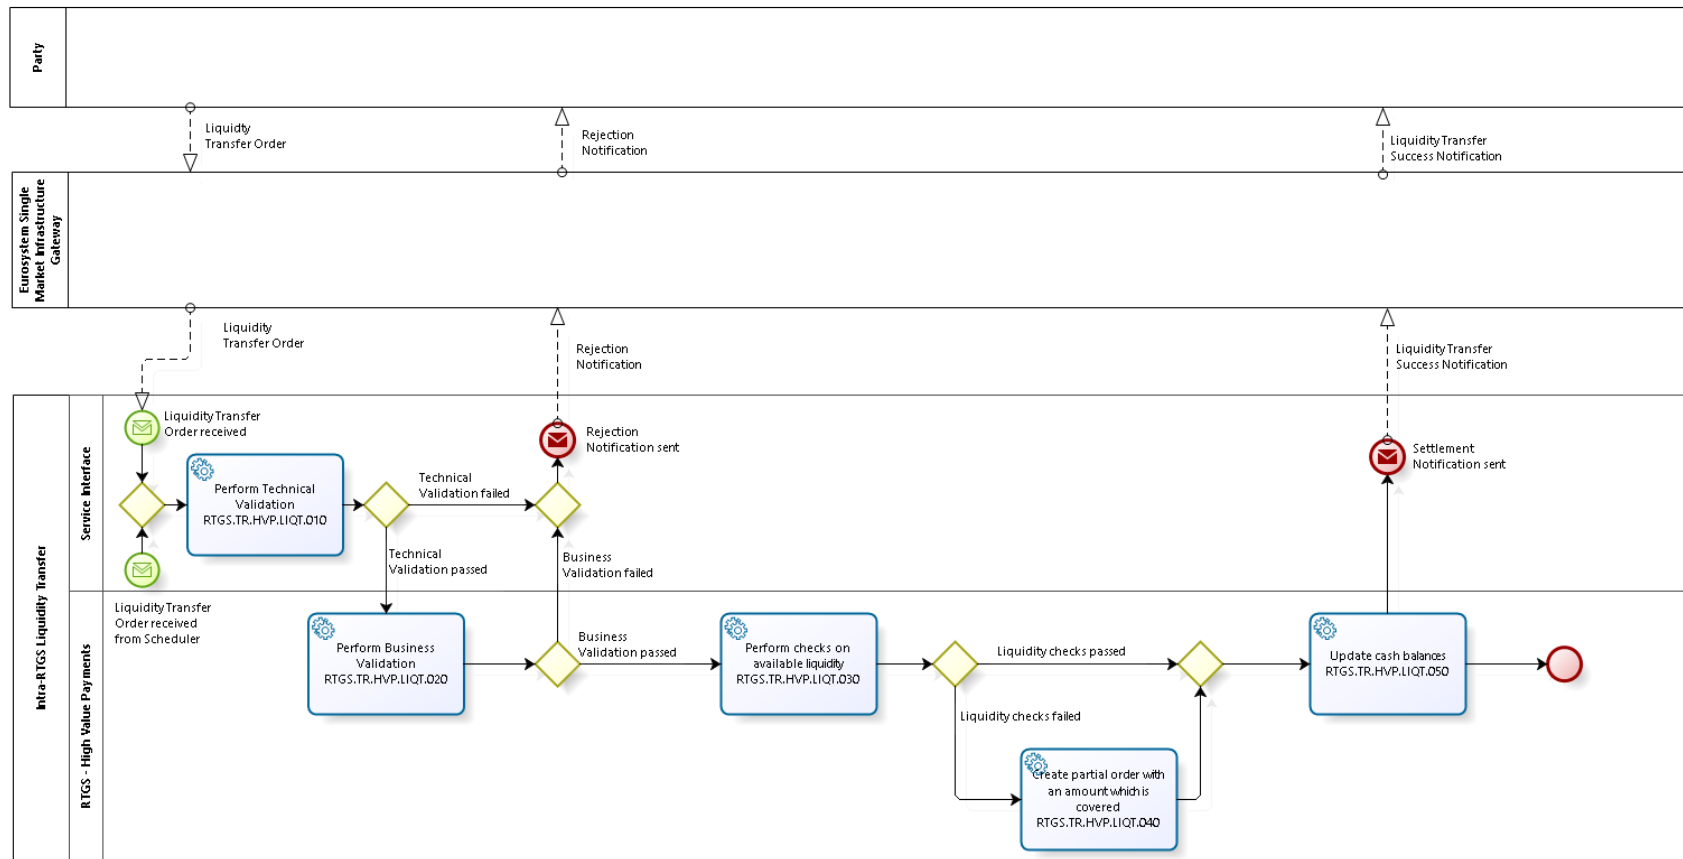 Party
Liquidty
Transfer Order
Rejection
Notification
Liquidity Transfer
Success Notification
Eurosystem Single
Market Infrastructure
Gateway
Liquidity
Transfer Order
Rejection
Notification
Liquidity Transfer
Success Notification
Intra-RTGS Liquidity Transfer
Service Interface
Liquidity Transfer
Order received
Perform Technical
Validation
RTGS.TR.HVP.LIQT.010
Technical
Validation failed
Rejection
Notification sent
Settlement
Notification sent
Technical
Validation passed
Business
Validation failed
Liquidity Transfer
Order received
from Scheduler
RTGS - High Value Payments
Perform Business
Validation
RTGS.TR.HVP.LIQT.020
Business
Validation passed
Perform checks on
available liquidity
RTGS.TR.HVP.LIQT.030
Liquidity checks passed
Liquidity checks failed
Create partial order with
an amount which is
covered
RTGS.TR.HVP.LIQT.040
Update cash balances
RTGS.TR.HVP.LIQT.050